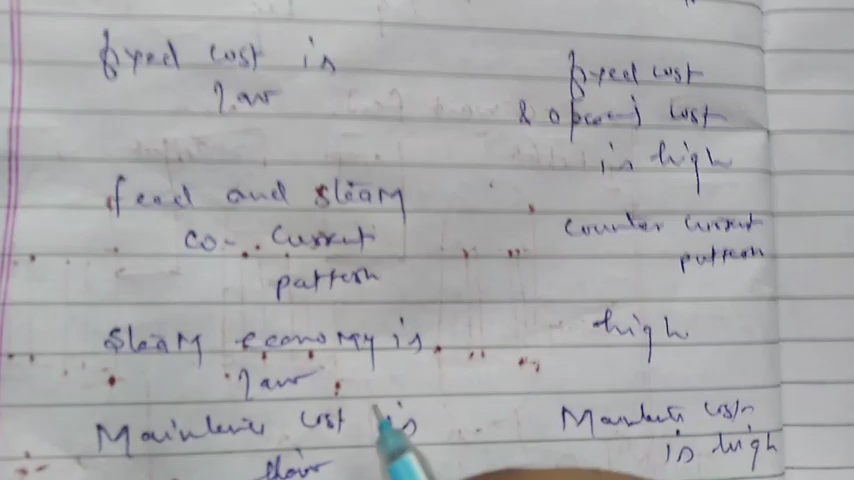 fixed cost is
low
fixed cost
& operating cost
is high
feed and steam
co-current
pattern
counter current
pattern
steam economy is
low
high
Maintenance cost is
low
Maintenance cost
is high